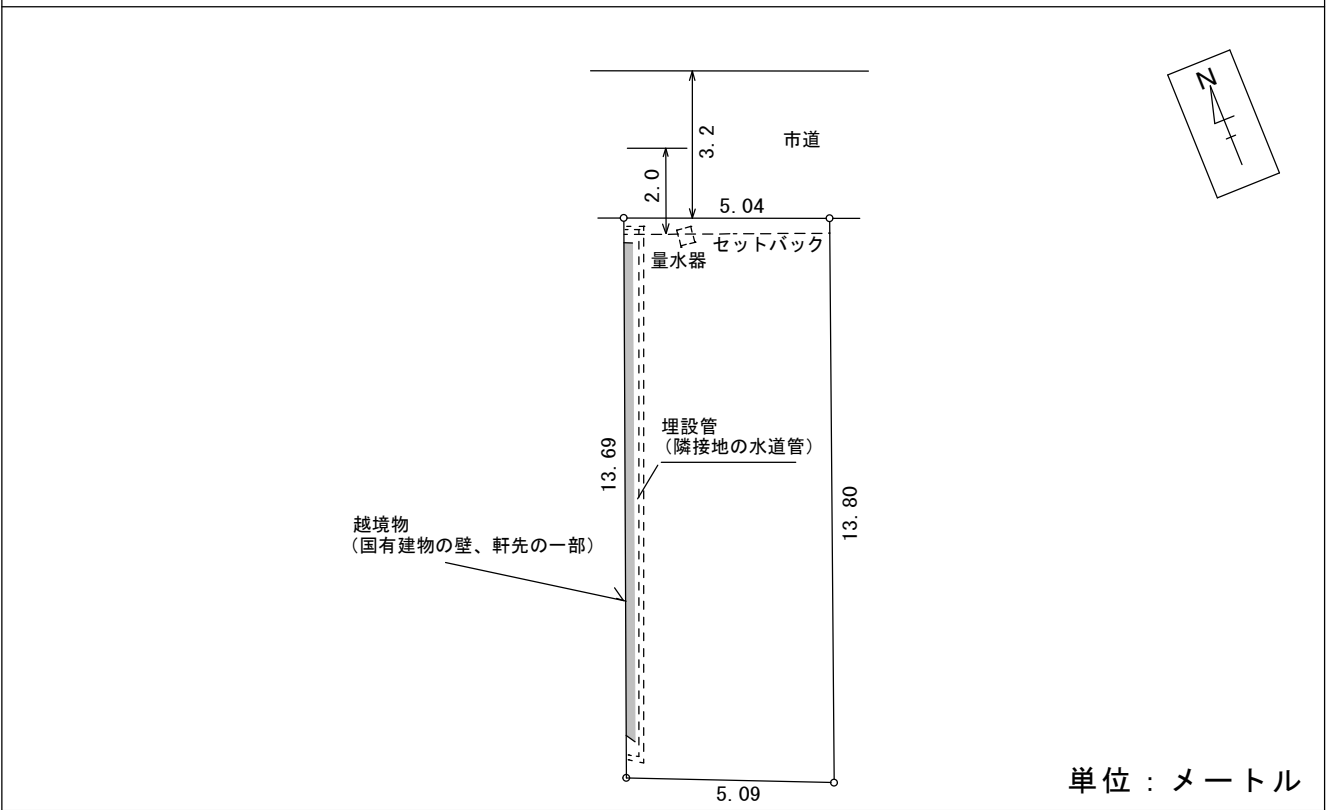 N
市道
3.2
2.0
5.04
セットバック
量水器
埋設管
（隣接地の水道管）
13.69
13.80
越境物
（国有建物の壁、軒先の一部）
5.09
単位：メートル